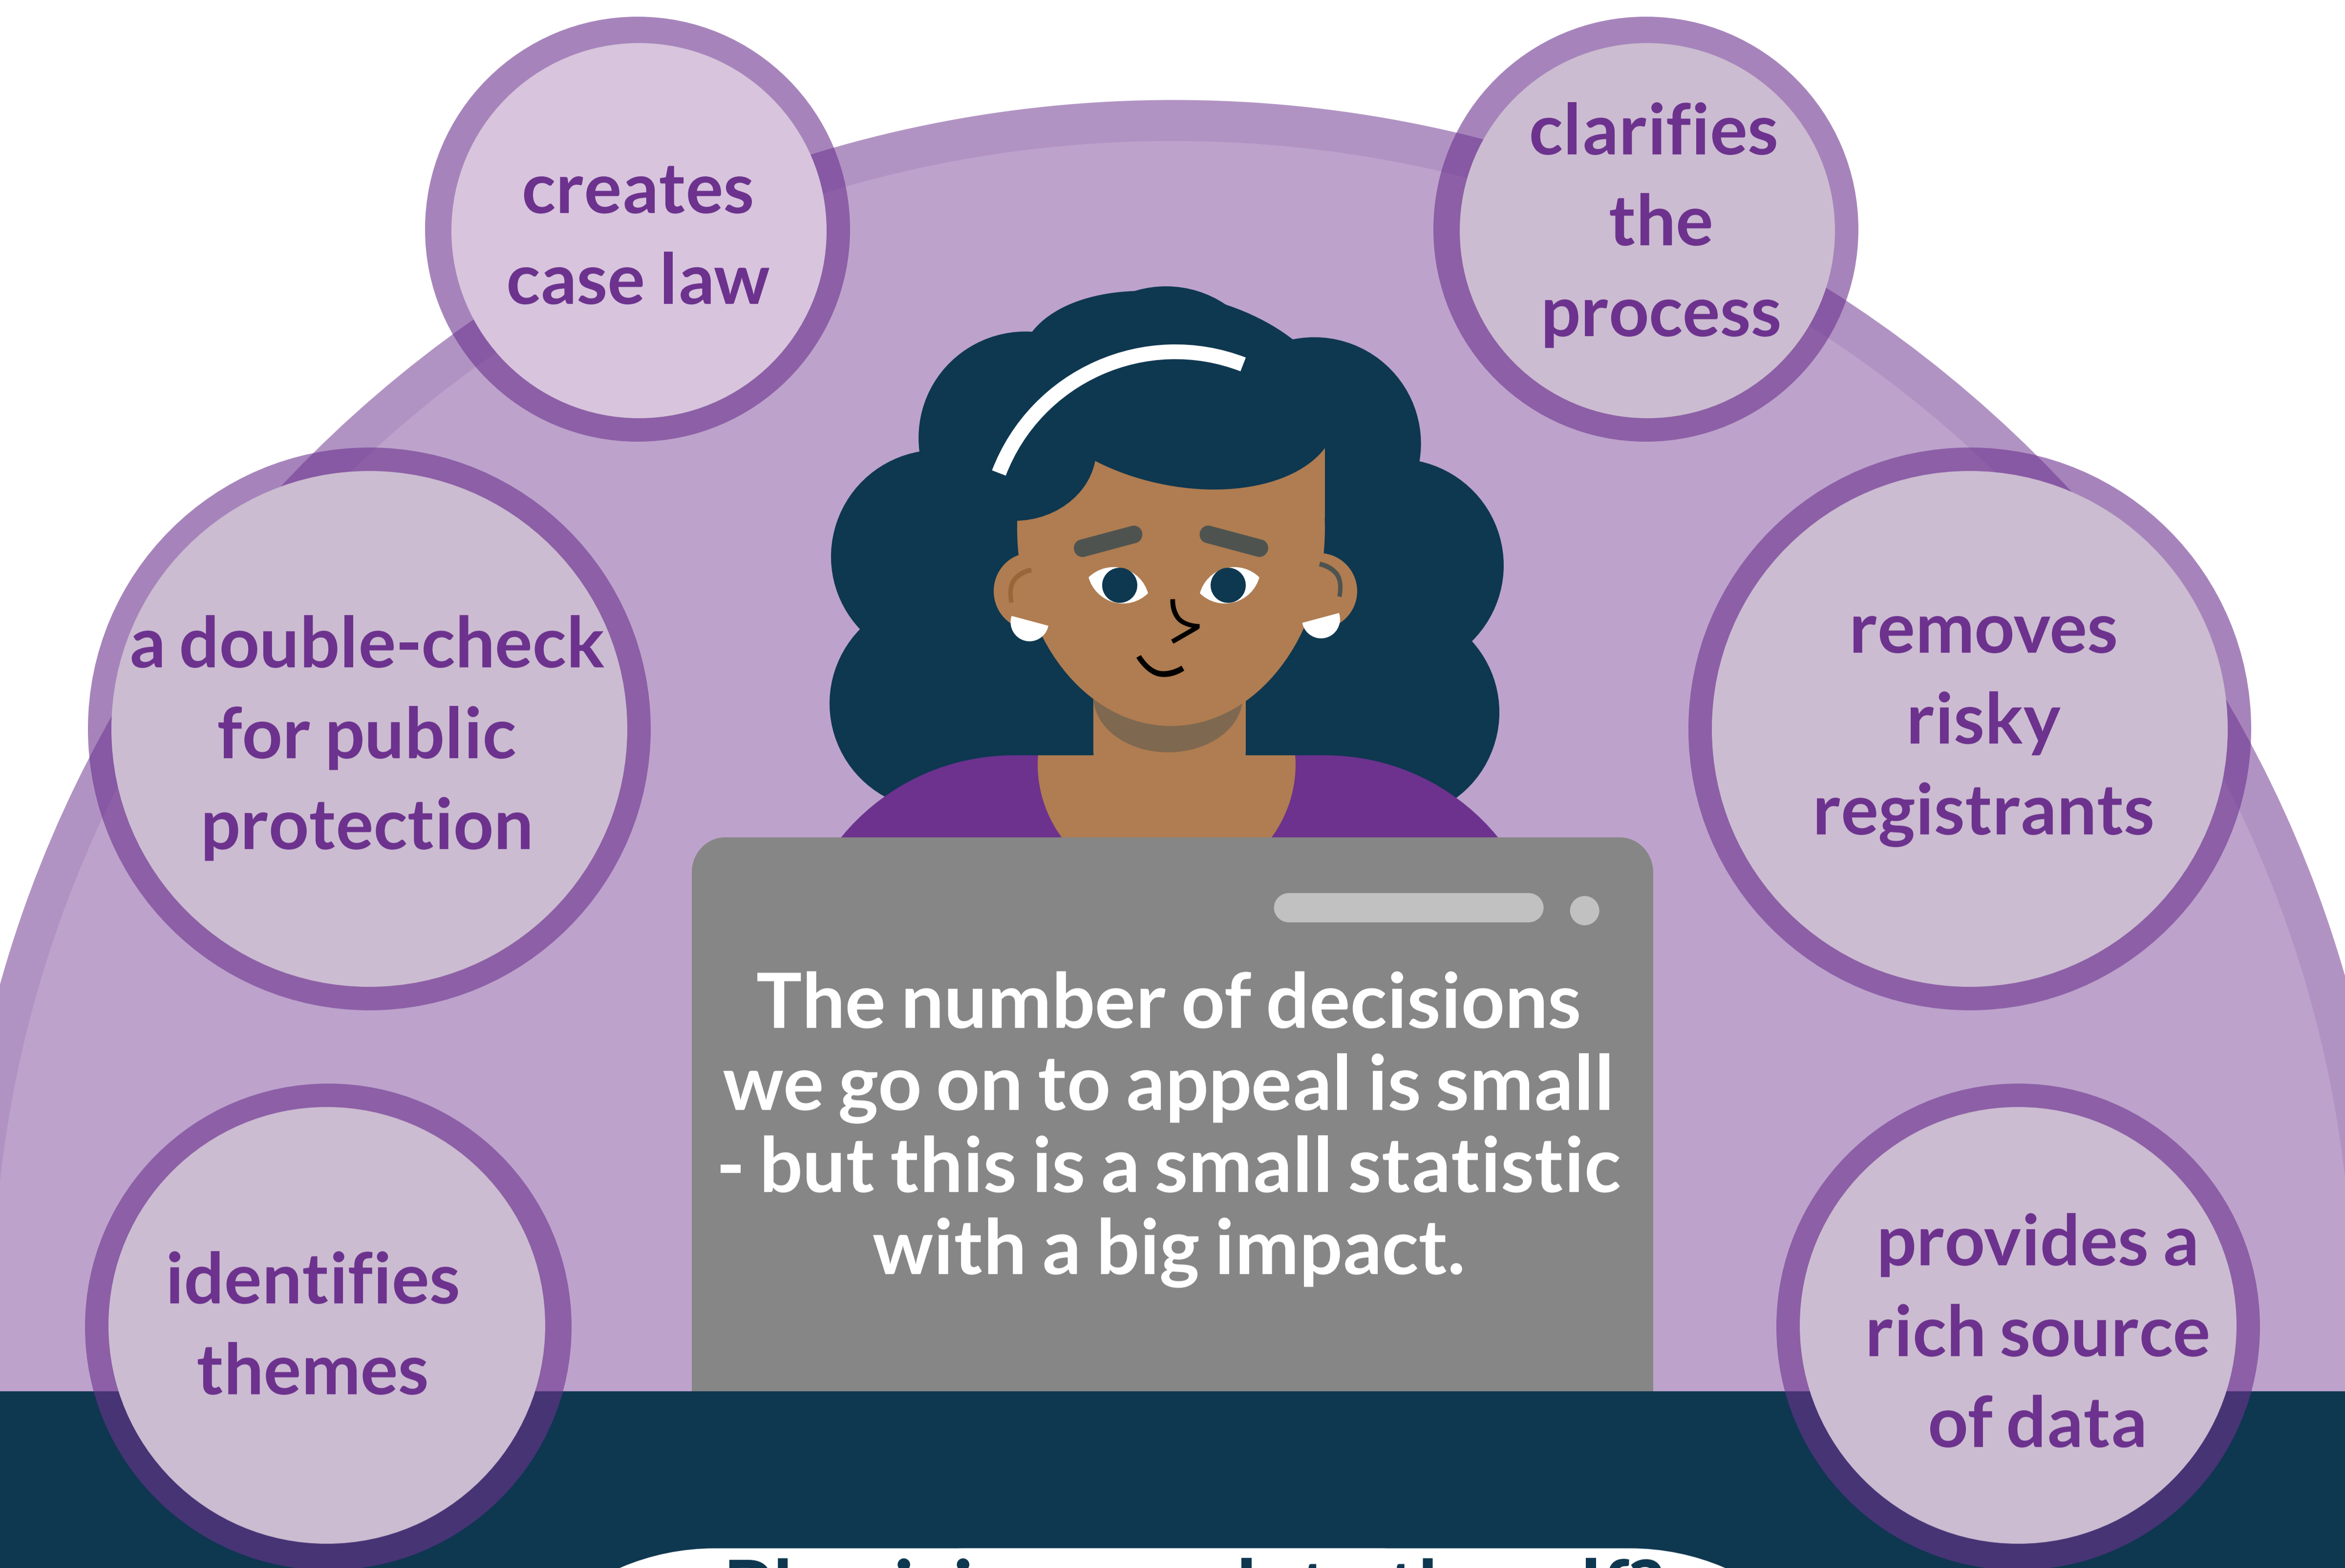 creates
case law
clarifies
the
process
a double-check
for public
protection
removes
risky
registrants
The number of decisions
we go on to appeal is small
- but this is a small statistic
with a big impact.
identifies
themes
provides a
rich source
of data